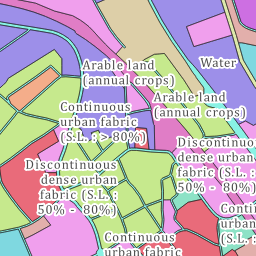 Arable land
(annual crops)
Water
Continuous
urban fabric
(S.L. : > 80%)
Arable land
(annual crops)
Discontinuous
dense urban
fabric (S.L. :
50% - 80%)
Discontinuous
dense urban
fabric (S.L. :
50% - 80%)
Conti
urban
(S.L. :
Continuous
urban fabric